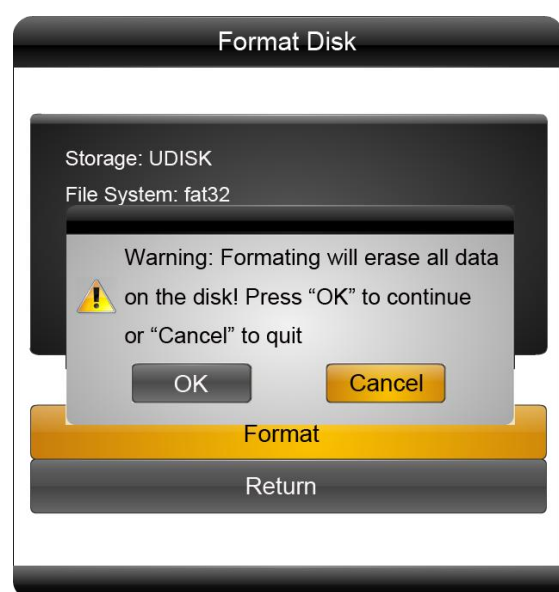 Format Disk
Storage: UDISK
File System: fat32
Warning: Formating will erase all data
on the disk! Press “OK” to continue
or “Cancel” to quit
OK
Cancel
Format
Return